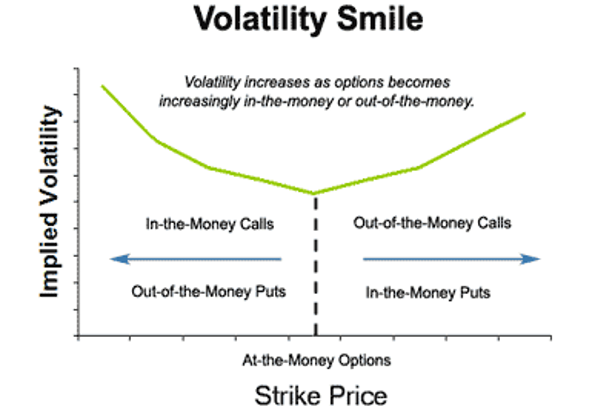 Volatility Smile
Volatility increases as options becomes
increasingly in-the-money or out-of-the-money.
Implied Volatility
In-the-Money Calls
Out-of-the-Money Calls
Out-of-the-Money Puts
In-the-Money Puts
At-the-Money Options
Strike Price